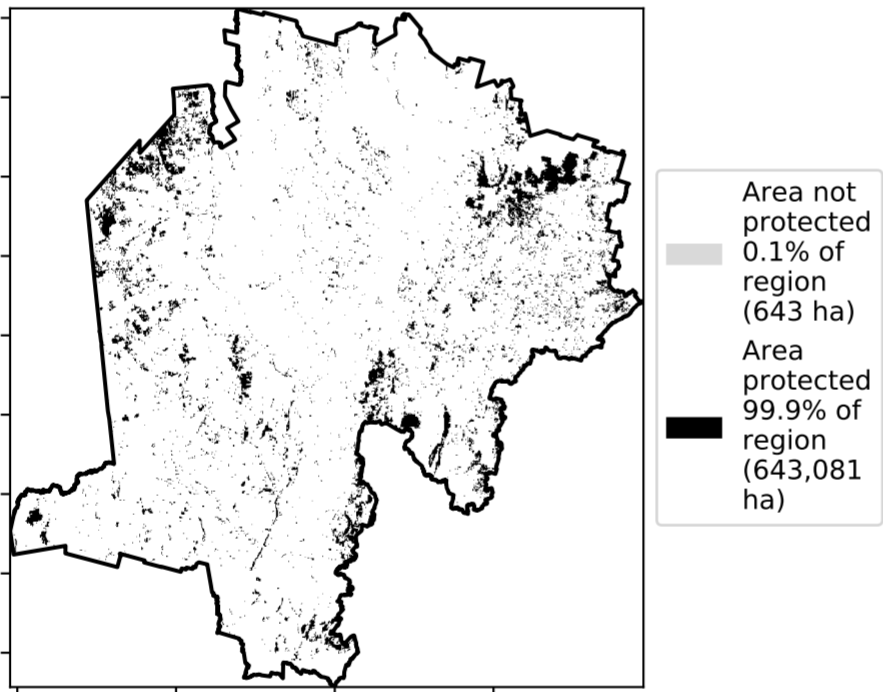 Area not
protected
0.1% of
region
(643 ha)
Area
protected
99.9% of
region
(643,081
ha)